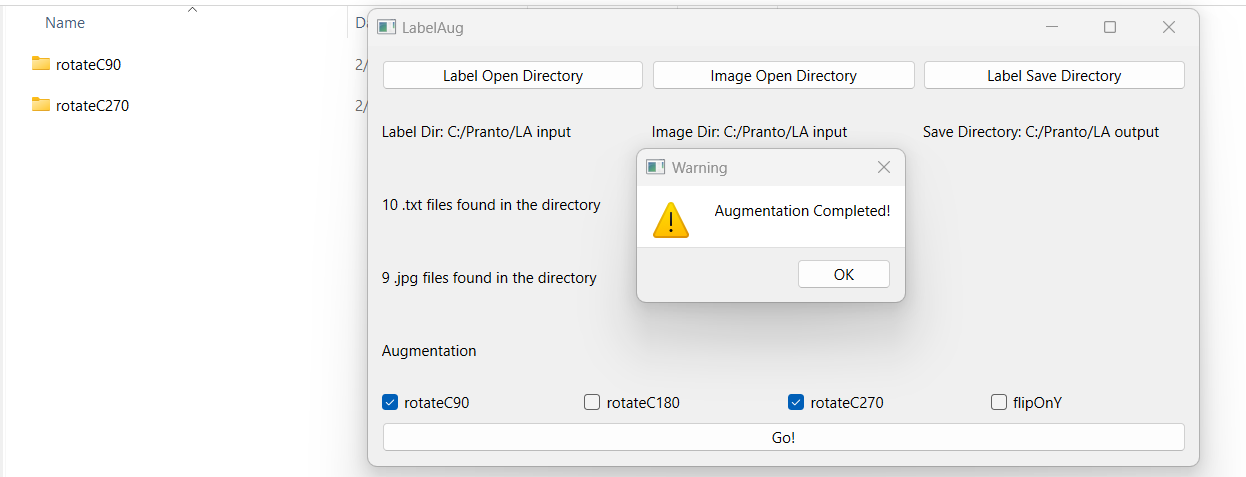 Name
LabelAug
rotateC90
2/
Label Open Directory
Image Open Directory
Label Save Directory
rotateC270
2/
Label Dir: C:/Pranto/LA input
Image Dir: C:/Pranto/LA input
Save Directory: C:/Pranto/LA output
Warning
10 .txt files found in the directory
Augmentation Completed!
9 .jpg files found in the directory
OK
Augmentation
rotateC90
rotateC180
rotateC270
flipOnY
Go!